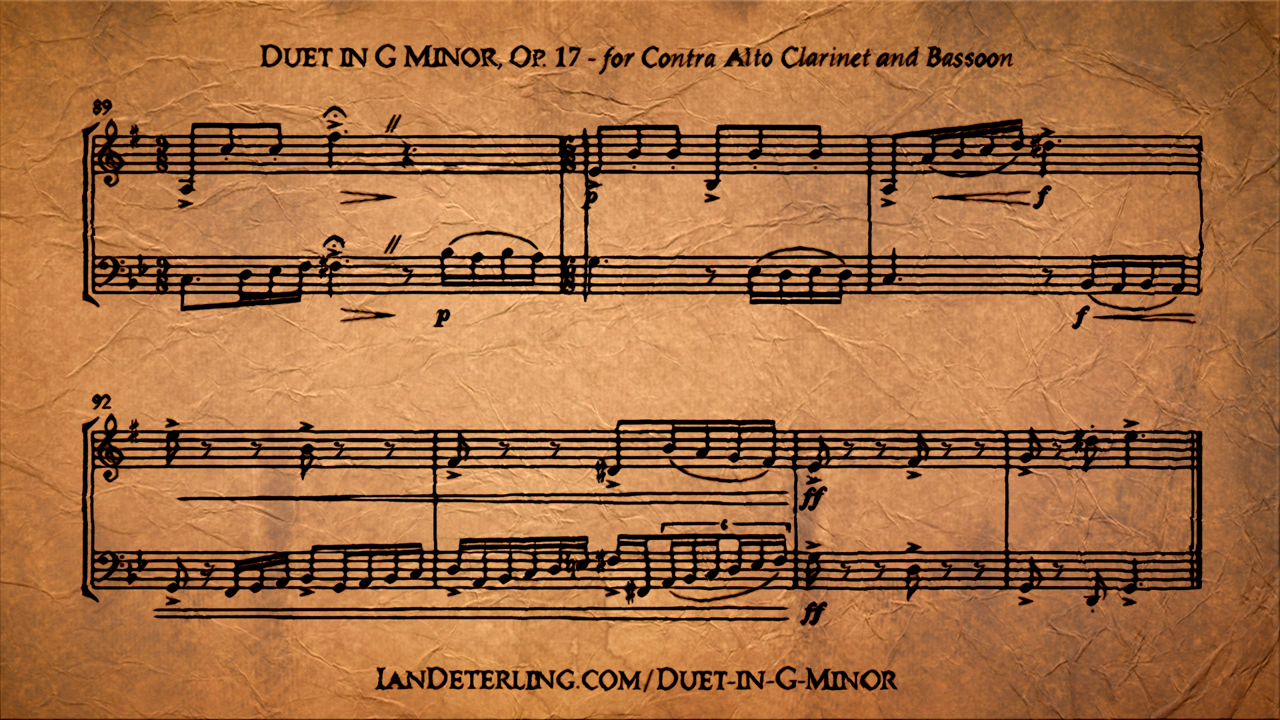 DUET IN G MINOR, OP. 17 - for Contra Alto Clarinet and Bassoon
89
p
f
p
f
92
ff
6
ff
IANDETERLING.COM/DUET-IN-G-MINOR